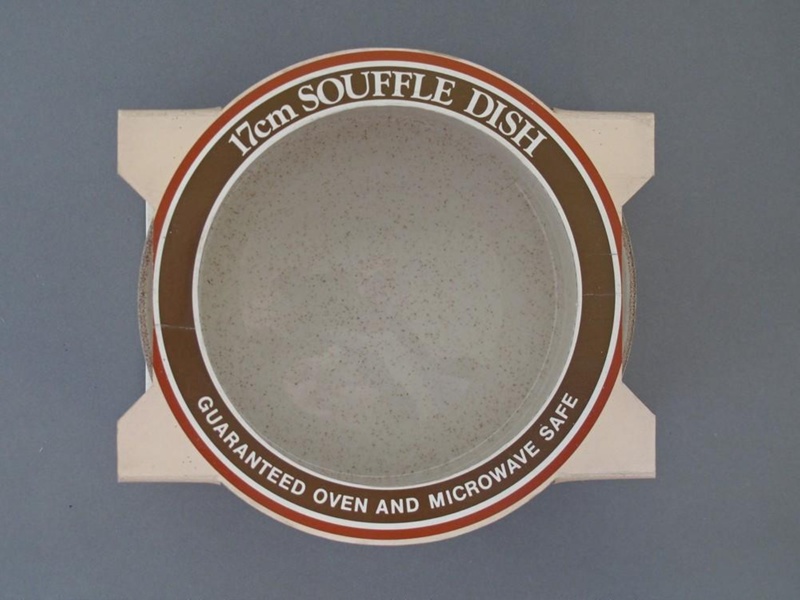 17cm SOUFFLE DISH
GUARANTEED OVEN AND MICROWAVE SAFE